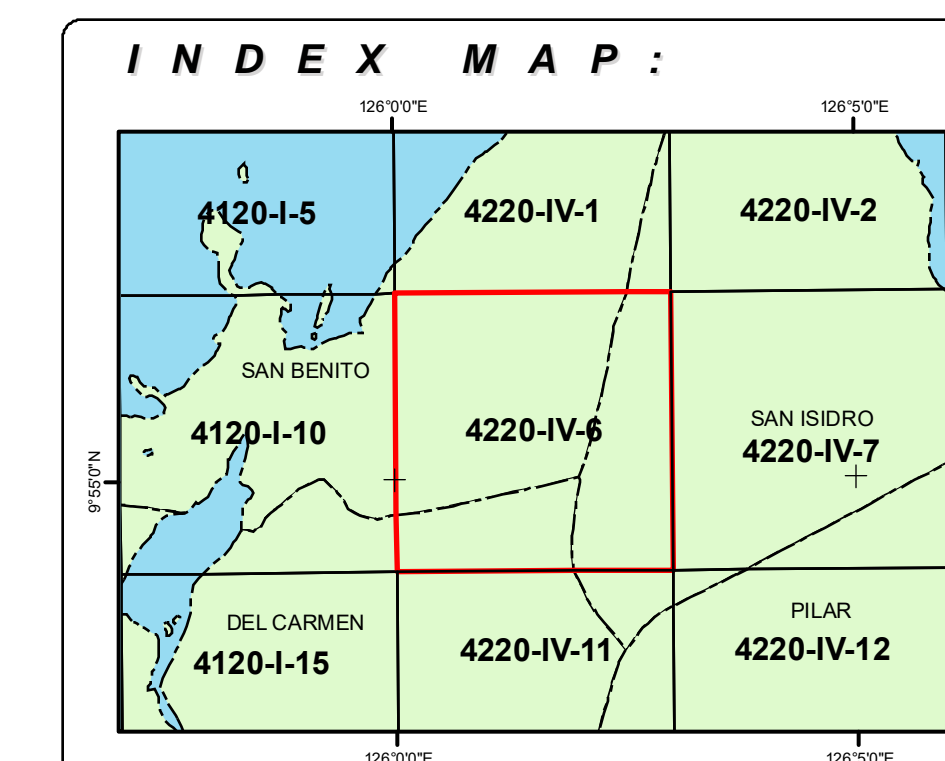 INDEX MAP:
126°0'0"E 126°5'0"E
4120-I-5 4220-IV-1 4220-IV-2
SAN BENITO
SAN ISIDRO
4120-I-10 4220-IV-6 4220-IV-7
9°55'0"N
DEL CARMEN PILAR
4120-I-15 4220-IV-11 4220-IV-12
126°0'0"E 126°5'0"E